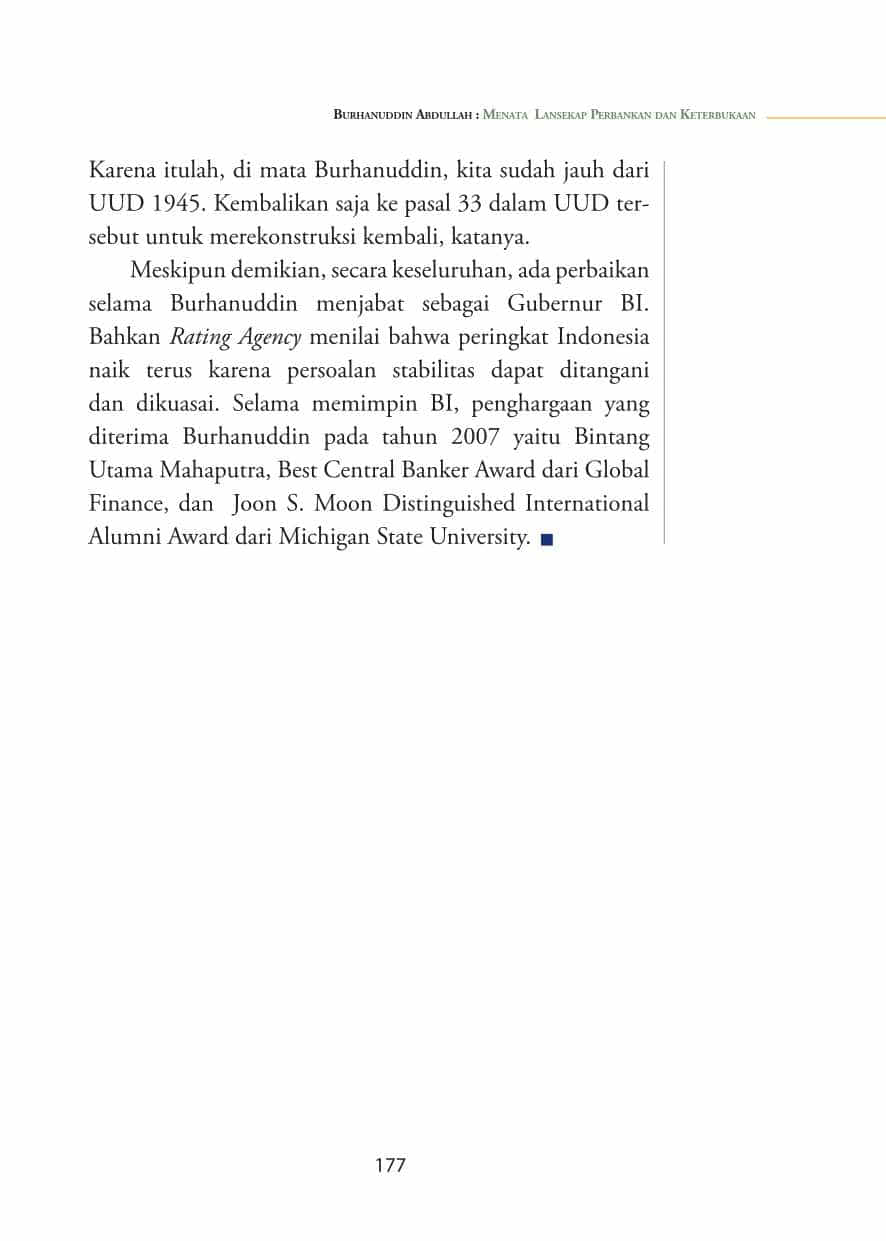 Burhanuddin Abdullah : Menata Lansekap Perbankan dan Keterbukaan
Karena itulah, di mata Burhanuddin, kita sudah jauh dari
UUD 1945. Kembalikan saja ke pasal 33 dalam UUD ter-
sebut untuk merekonstruksi kembali, katanya.
Meskipun demikian, secara keseluruhan, ada perbaikan
selama Burhanuddin menjabat sebagai Gubernur BI.
Bahkan Rating Agency menilai bahwa peringkat Indonesia
naik terus karena persoalan stabilitas dapat ditangani
dan dikuasai. Selama memimpin BI, penghargaan yang
diterima Burhanuddin pada tahun 2007 yaitu Bintang
Utama Mahaputra, Best Central Banker Award dari Global
Finance, dan Joon S. Moon Distinguished International
Alumni Award dari Michigan State University. ■
177